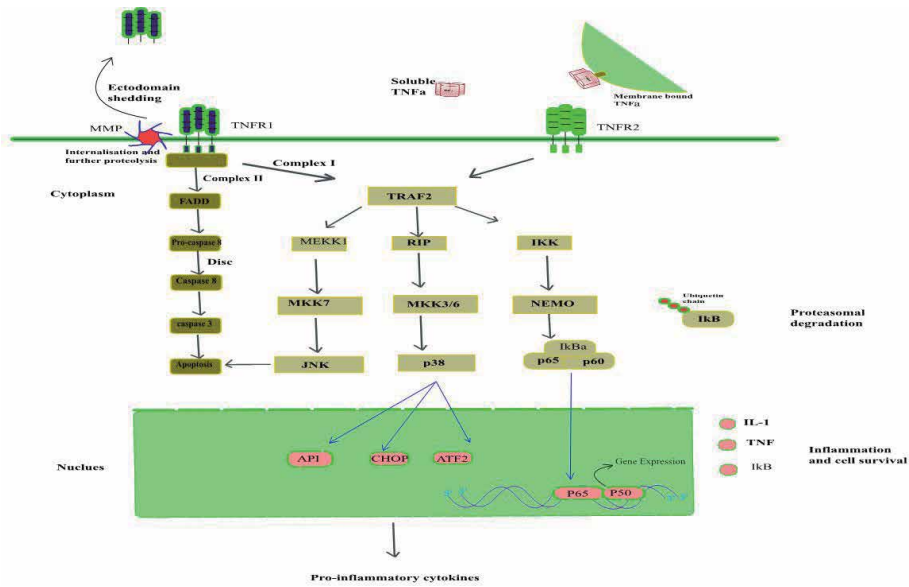 Ectodomain
shedding
Soluble
TNFa
Membrane bound
TNFa
MMP
TNFR1
TNFR2
Internalisation and
further proteolysis
Complex I
Complex II
Cytoplasm
FADD
TRAF2
Pro-caspase 8
MEKK1
RIP
IKK
Disc
Caspase 8
MKK7
MKK3/6
NEMO
Ubiquetin
chain
IkB
Proteasomal
degradation
caspase 3
IkBa
p65
p60
Apoptosis
JNK
p38
IL-1
TNF
IkB
Inflammation
and cell survival
Nuclues
AP1
CHOP
ATF2
Gene Expression
P65
P50
Pro-inflammatory cytokines